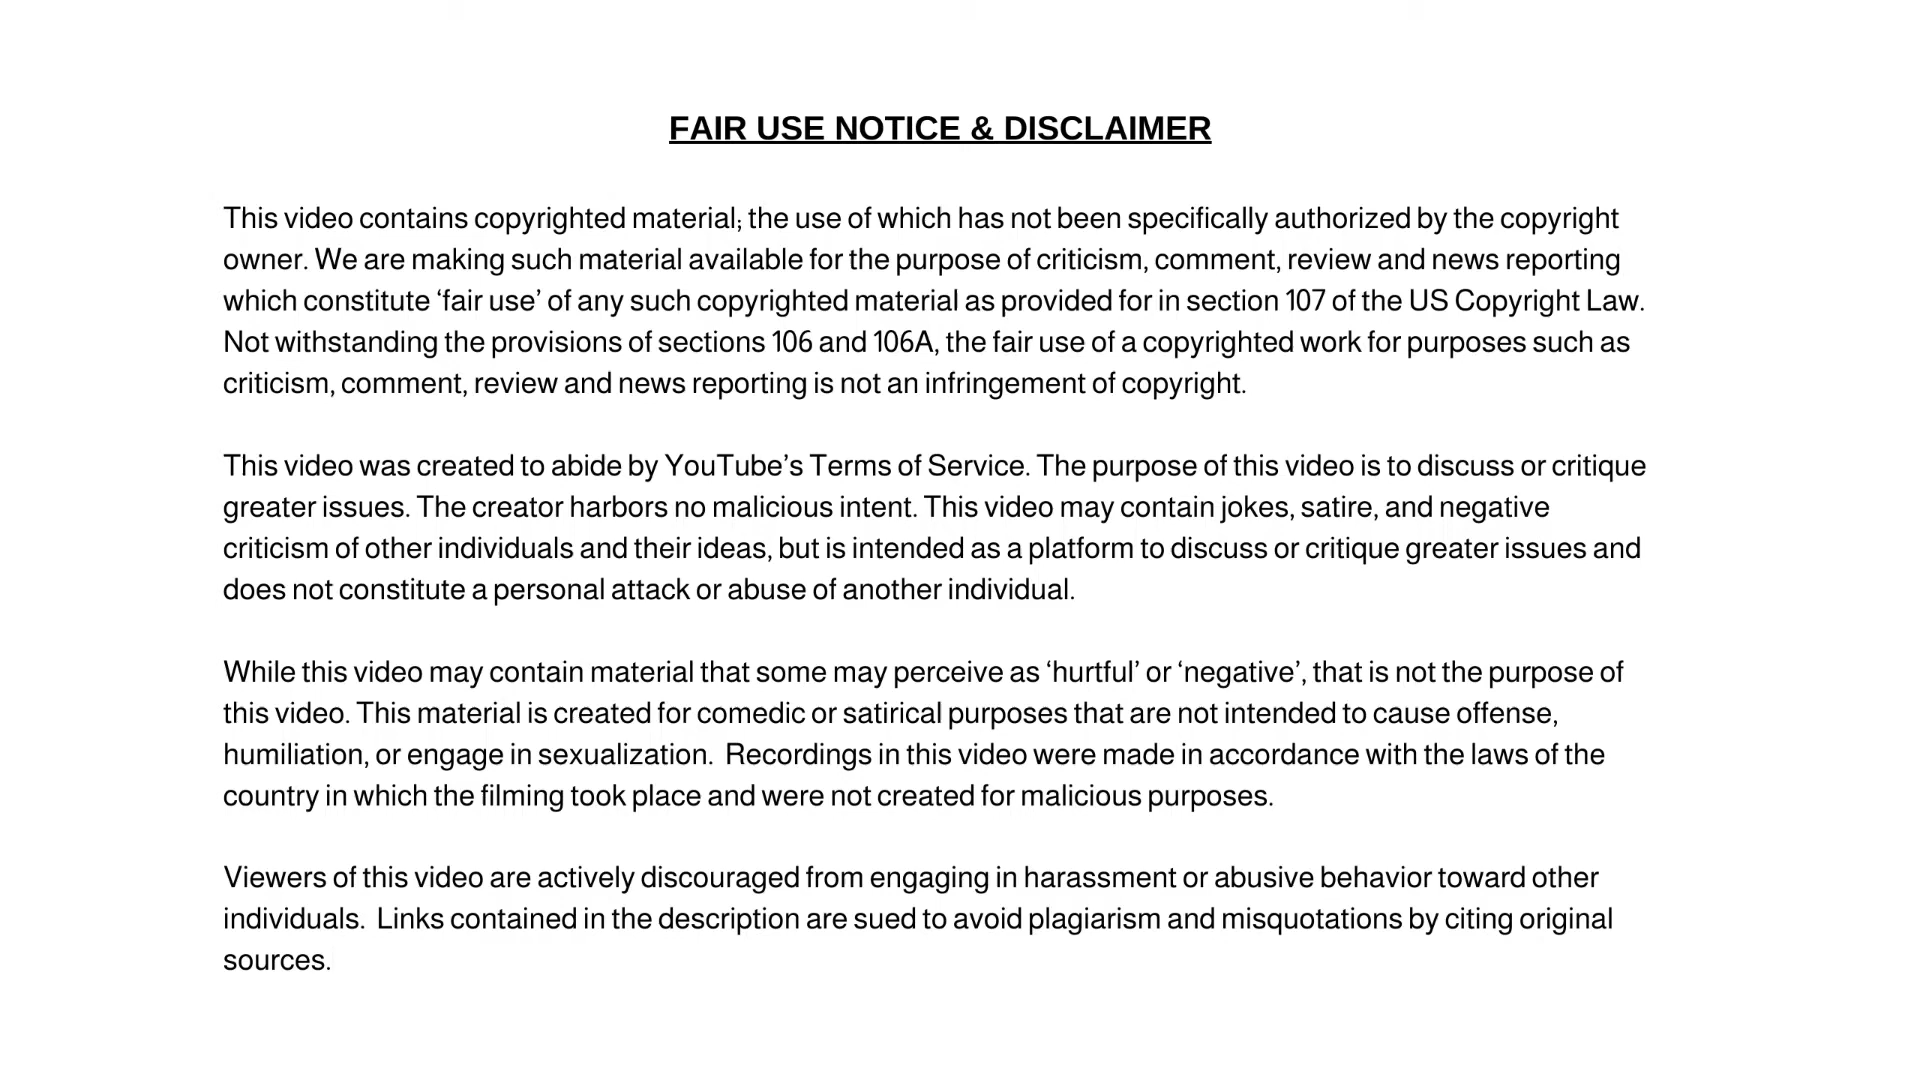 FAIR USE NOTICE & DISCLAIMER
This video contains copyrighted material; the use of which has not been specifically authorized by the copyright
owner. We are making such material available for the purpose of criticism, comment, review and news reporting
which constitute ‘fair use’ of any such copyrighted material as provided for in section 107 of the US Copyright Law.
Not withstanding the provisions of sections 106 and 106A, the fair use of a copyrighted work for purposes such as
criticism, comment, review and news reporting is not an infringement of copyright.
This video was created to abide by YouTube’s Terms of Service. The purpose of this video is to discuss or critique
greater issues. The creator harbors no malicious intent. This video may contain jokes, satire, and negative
criticism of other individuals and their ideas, but is intended as a platform to discuss or critique greater issues and
does not constitute a personal attack or abuse of another individual.
While this video may contain material that some may perceive as ‘hurtful’ or ‘negative’, that is not the purpose of
this video. This material is created for comedic or satirical purposes that are not intended to cause offense,
humiliation, or engage in sexualization.  Recordings in this video were made in accordance with the laws of the
country in which the filming took place and were not created for malicious purposes.
Viewers of this video are actively discouraged from engaging in harassment or abusive behavior toward other
individuals.  Links contained in the description are sued to avoid plagiarism and misquotations by citing original
sources.